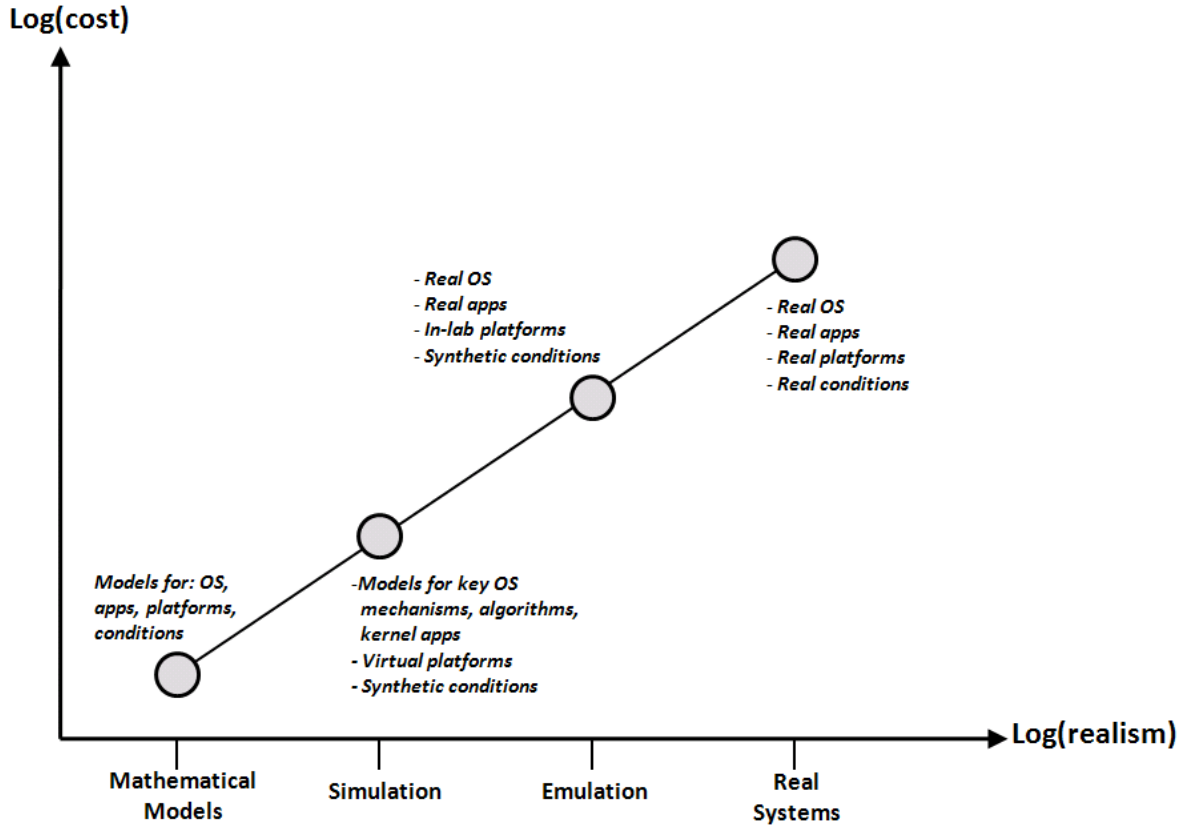 Log(cost)
- Real OS
- Real apps
- In-lab platforms
- Synthetic conditions
- Real OS
- Real apps
- Real platforms
- Real conditions
Models for: OS,
apps, platforms,
conditions
-Models for key OS
mechanisms, algorithms,
kernel apps
- Virtual platforms
- Synthetic conditions
Log(realism)
Mathematical
Models
Simulation
Emulation
Real
Systems